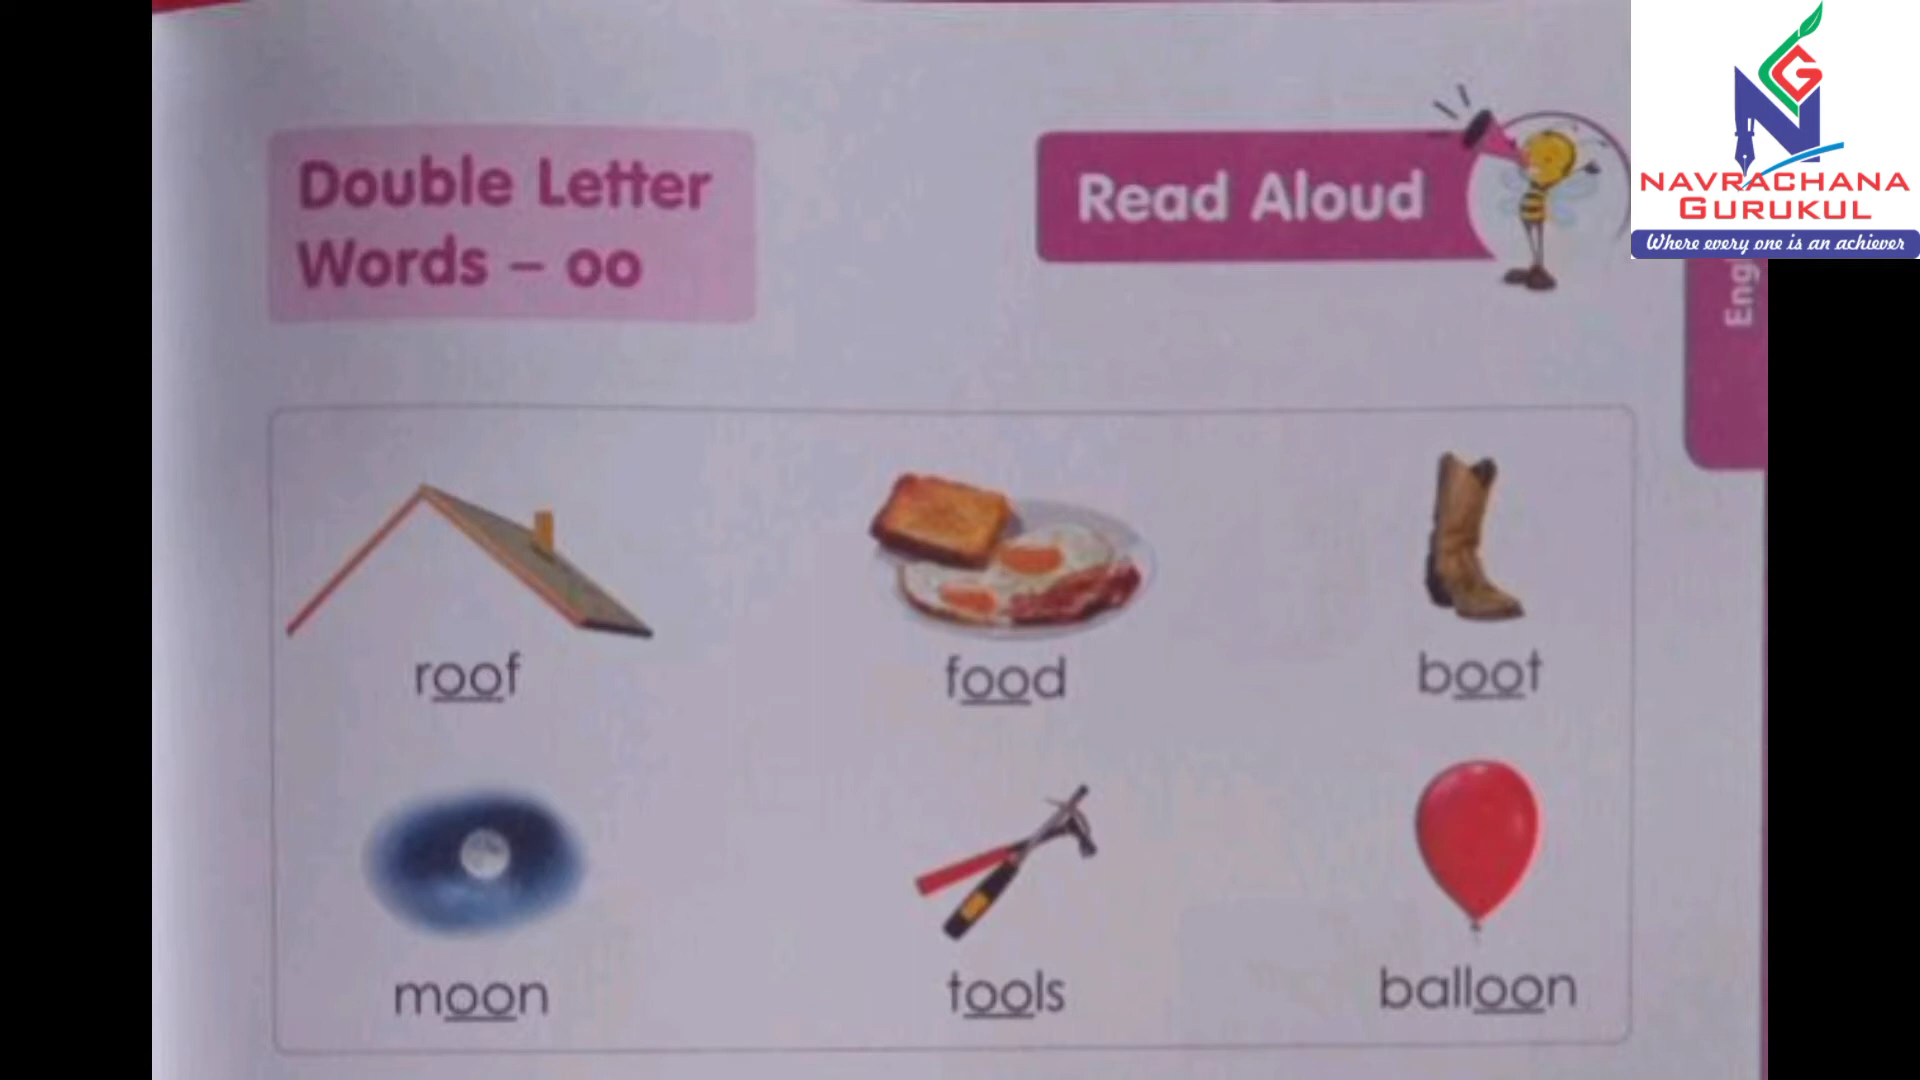 Double Letter
Words – oo
Read Aloud
NAVRACHANA
GURUKUL
Where every one is an achiever
roof
food
boot
moon
tools
balloon